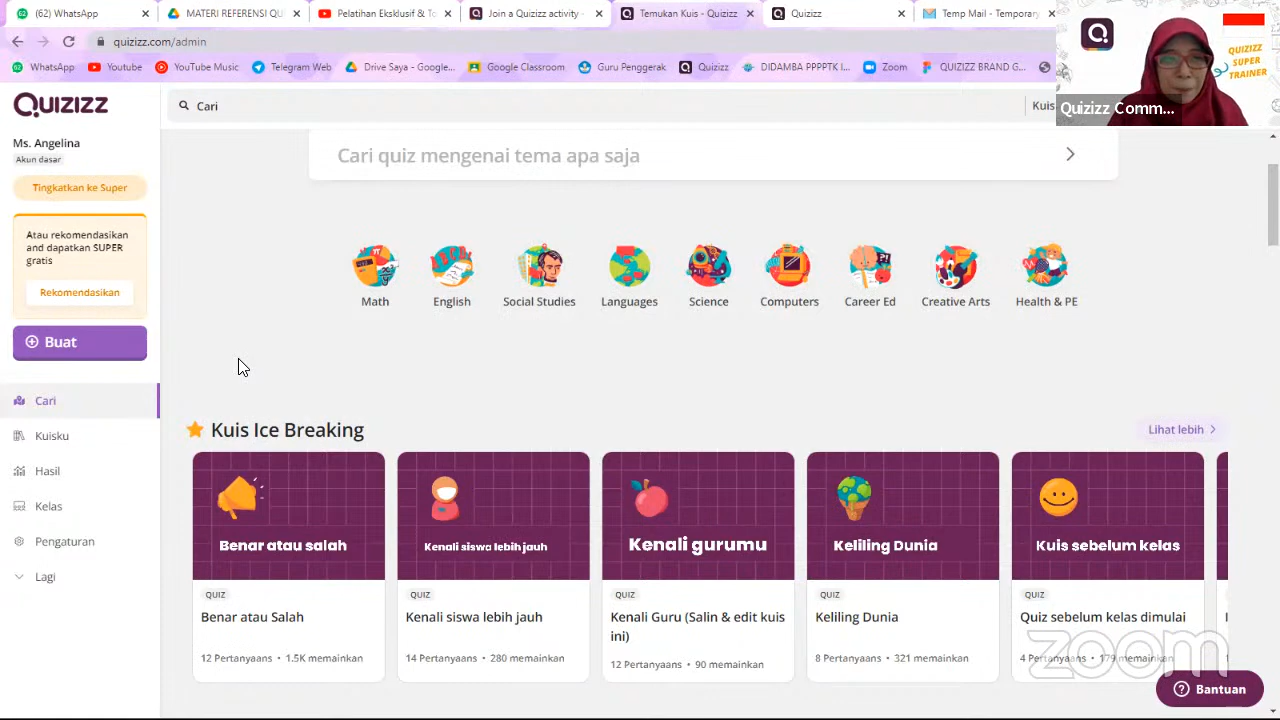 (62) WhatsApp
MATERI REFERENSI QU
Pelatihan Eksklusif & To
Join a Quizizz activity
Temukan Kuis - Quizizz
Quizizz
Temp Mail - Temporary
quizizz.com/admin
WhatsApp
Youtube
YouTube Music
Telegram Web
Google...
Guru Pengge...
Quizizz
DIDAMBA PPPPTK P...
Zoom
QUIZIZZ BRAND G...
QUIZIZZ
SUPER
TRAINER
Quizizz Comm...
QUIZIZZ
Cari
Kuis
Ms. Angelina
Akun dasar
Tingkatkan ke Super
Atau rekomendasikan
and dapatkan SUPER
gratis
Rekomendasikan
Buat
Cari
Kuisku
Hasil
Kelas
Pengaturan
Lagi
Cari quiz mengenai tema apa saja
Math
English
Social Studies
Languages
Science
Computers
Career Ed
Creative Arts
Health & PE
Kuis Ice Breaking
Lihat lebih
Benar atau salah
Kenali siswa lebih jauh
Kenali gurumu
Keliling Dunia
Kuis sebelum kelas
QUIZ
QUIZ
QUIZ
QUIZ
QUIZ
Benar atau Salah
Kenali siswa lebih jauh
Kenali Guru (Salin & edit kuis
ini)
Keliling Dunia
Quiz sebelum kelas dimulai
12 Pertanyaans • 1.5K memainkan
14 Pertanyaans • 280 memainkan
12 Pertanyaans • 90 memainkan
8 Pertanyaans • 321 memainkan
4 Pertanyaans • 179 memainkan
zoom
Bantuan